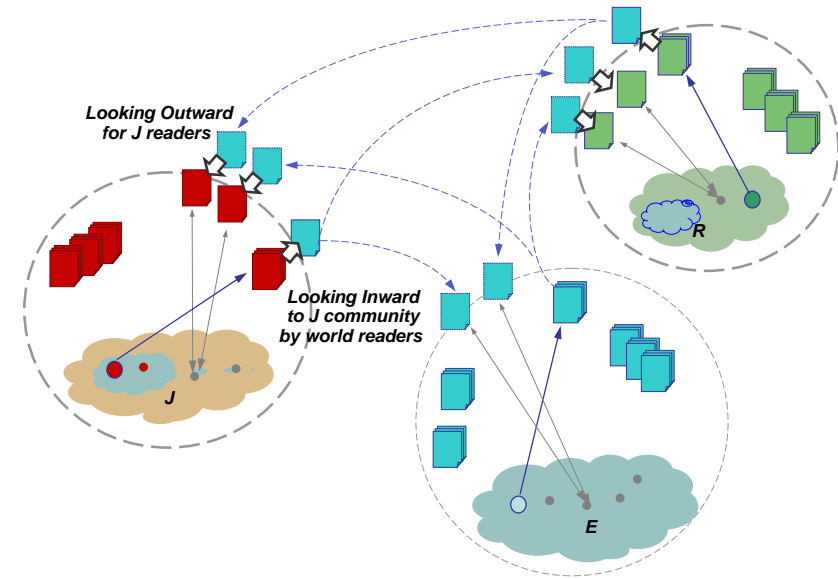 Looking Outward
for J readers
R
Looking Inward
to J community
by world readers
J
E